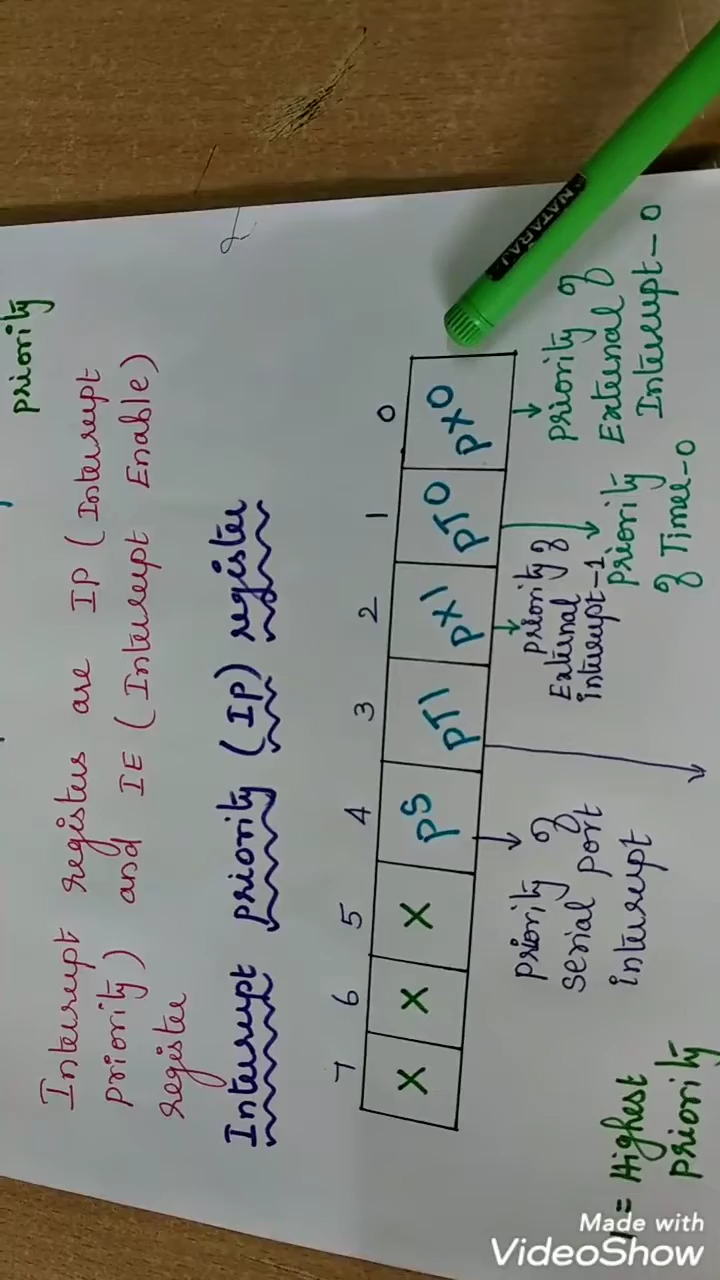 priority
Interrupt registers are IP (Interrupt
priority) and IE (Interrupt Enable)
register
Interrupt priority (IP) register
7 6 5 4 3 2 1 0
X X X PS PT1 PX1 PT0 PX0
priority of
serial port
interrupt
priority of
External
interrupt-1
priority
of Timer-0
priority of
External of
Interrupt-0
1 = Highest
priority
NATARAJ
Made with
VideoShow